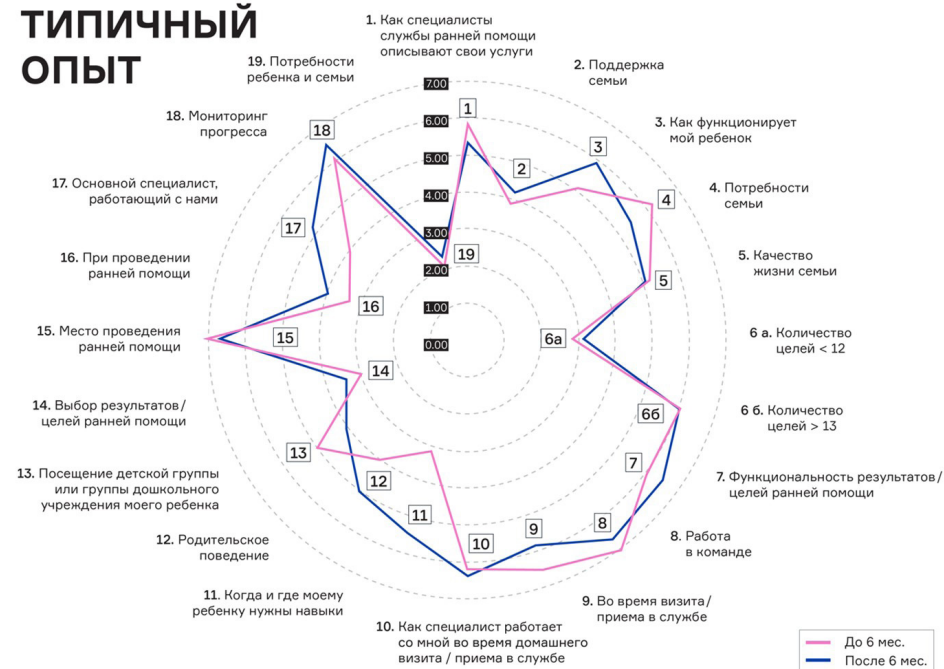 ТИПИЧНЫЙ
ОПЫТ
1. Как специалисты
службы ранней помощи
описывают свои услуги
2. Поддержка
семьи
3. Как функционирует
мой ребенок
4. Потребности
семьи
5. Качество
жизни семьи
6 а. Количество
целей < 12
6 б. Количество
целей > 13
7. Функциональность результатов/
целей ранней помощи
8. Работа
в команде
9. Во время визита/
приема в службе
10. Как специалист работает
со мной во время домашнего
визита / приема в службе
11. Когда и где моему
ребенку нужны навыки
12. Родительское
поведение
13. Посещение детской группы
или группы дошкольного
учреждения моего ребенка
14. Выбор результатов/
целей ранней помощи
15. Место проведения
ранней помощи
16. При проведении
ранней помощи
17. Основной специалист,
работающий с нами
18. Мониторинг
прогресса
19. Потребности
ребенка и семьи
7.00
6.00
5.00
4.00
3.00
2.00
1.00
0.00
1
2
3
4
5
6а
6б
7
8
9
10
11
12
13
14
15
16
17
18
19
До 6 мес.
После 6 мес.